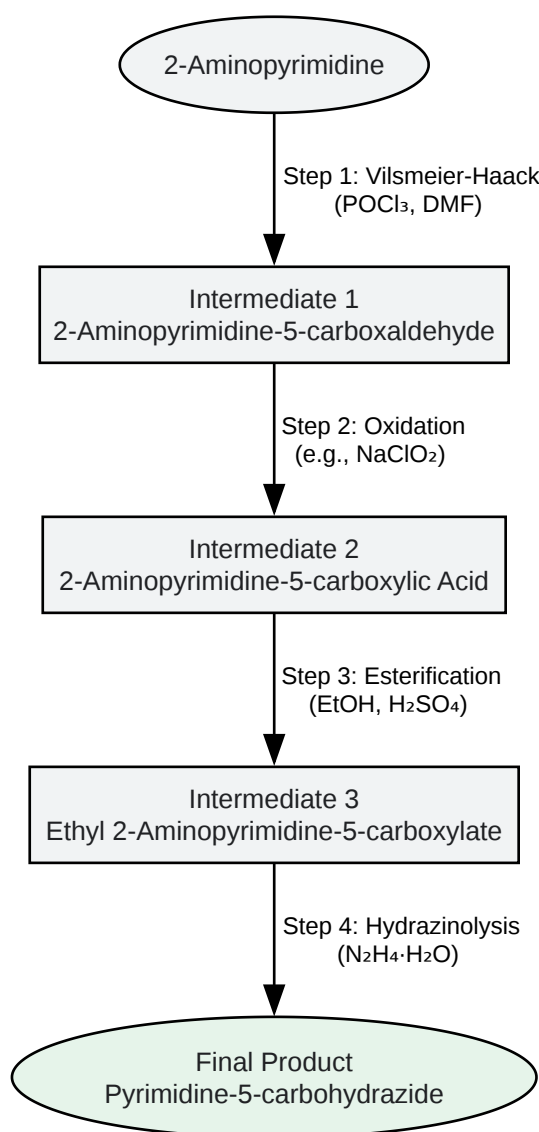 2-Aminopyrimidine
Step 1: Vilsmeier-Haack
(POCl₃, DMF)
Intermediate 1
2-Aminopyrimidine-5-carboxaldehyde
Step 2: Oxidation
(e.g., NaClO₂)
Intermediate 2
2-Aminopyrimidine-5-carboxylic Acid
Step 3: Esterification
(EtOH, H₂SO₄)
Intermediate 3
Ethyl 2-Aminopyrimidine-5-carboxylate
Step 4: Hydrazinolysis
(N₂H₄·H₂O)
Final Product
Pyrimidine-5-carbohydrazide